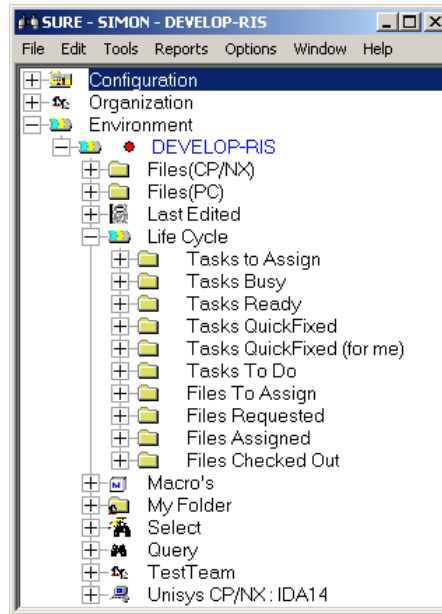 SURE - SIMON - DEVELOP-RIS
File Edit Tools Reports Options Window Help
Configuration
Organization
Environment
DEVELOP-RIS
Files(CP/NX)
Files(PC)
Last Edited
Life Cycle
Tasks to Assign
Tasks Busy
Tasks Ready
Tasks QuickFixed
Tasks QuickFixed (for me)
Tasks To Do
Files To Assign
Files Requested
Files Assigned
Files Checked Out
Macro's
My Folder
Select
Query
TestTeam
Unisys CP/NX : IDA14